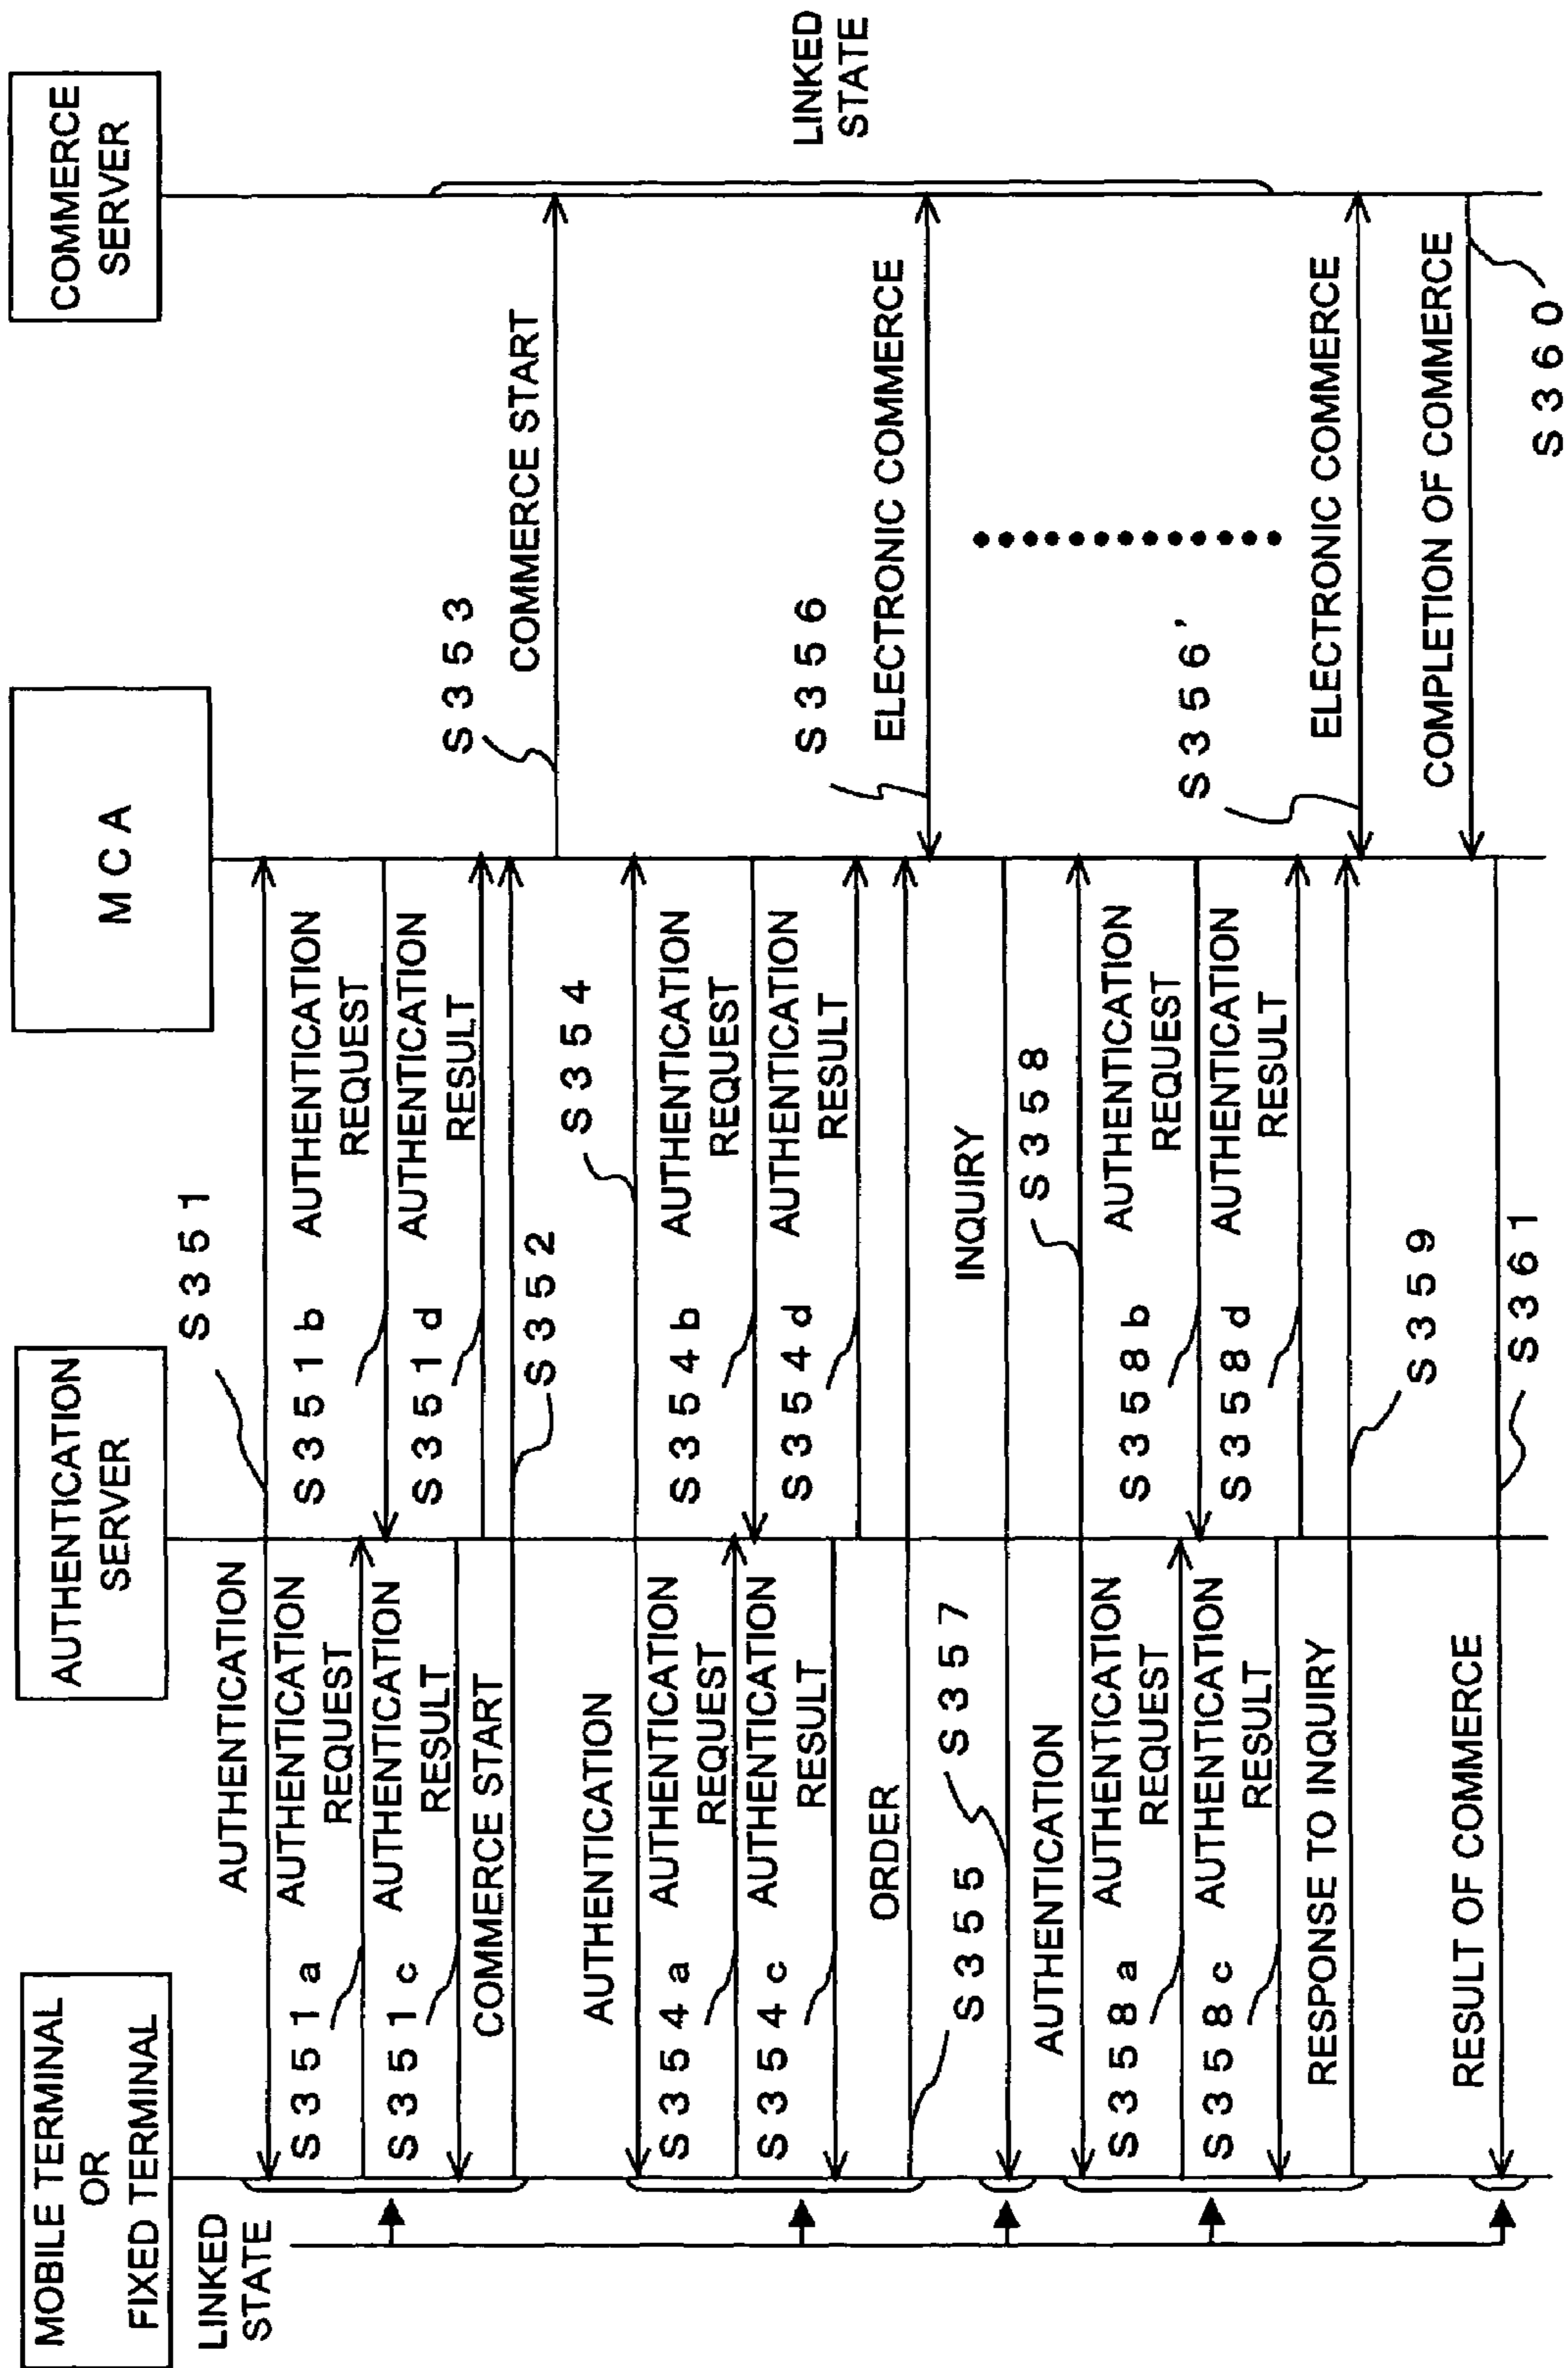 MOBILE TERMINAL
OR
FIXED TERMINAL
AUTHENTICATION
SERVER
M C A
COMMERCE
SERVER
LINKED
STATE
LINKED
STATE
AUTHENTICATION
S 3 5 1
S 3 5 1 a
AUTHENTICATION
REQUEST
S 3 5 1 b
AUTHENTICATION
REQUEST
S 3 5 1 c
AUTHENTICATION
RESULT
S 3 5 1 d
AUTHENTICATION
RESULT
COMMERCE START
S 3 5 2
S 3 5 3
COMMERCE START
AUTHENTICATION
S 3 5 4
S 3 5 4 a
AUTHENTICATION
REQUEST
S 3 5 4 b
AUTHENTICATION
REQUEST
S 3 5 4 c
AUTHENTICATION
RESULT
S 3 5 4 d
AUTHENTICATION
RESULT
ORDER
S 3 5 5
S 3 5 6
ELECTRONIC COMMERCE
S 3 5 7
INQUIRY
AUTHENTICATION
S 3 5 8
S 3 5 8 a
AUTHENTICATION
REQUEST
S 3 5 8 b
AUTHENTICATION
REQUEST
S 3 5 8 c
AUTHENTICATION
RESULT
S 3 5 8 d
AUTHENTICATION
RESULT
RESPONSE TO INQUIRY
S 3 5 9
S 3 5 6 '
ELECTRONIC COMMERCE
COMPLETION OF COMMERCE
S 3 6 0
RESULT OF COMMERCE
S 3 6 1